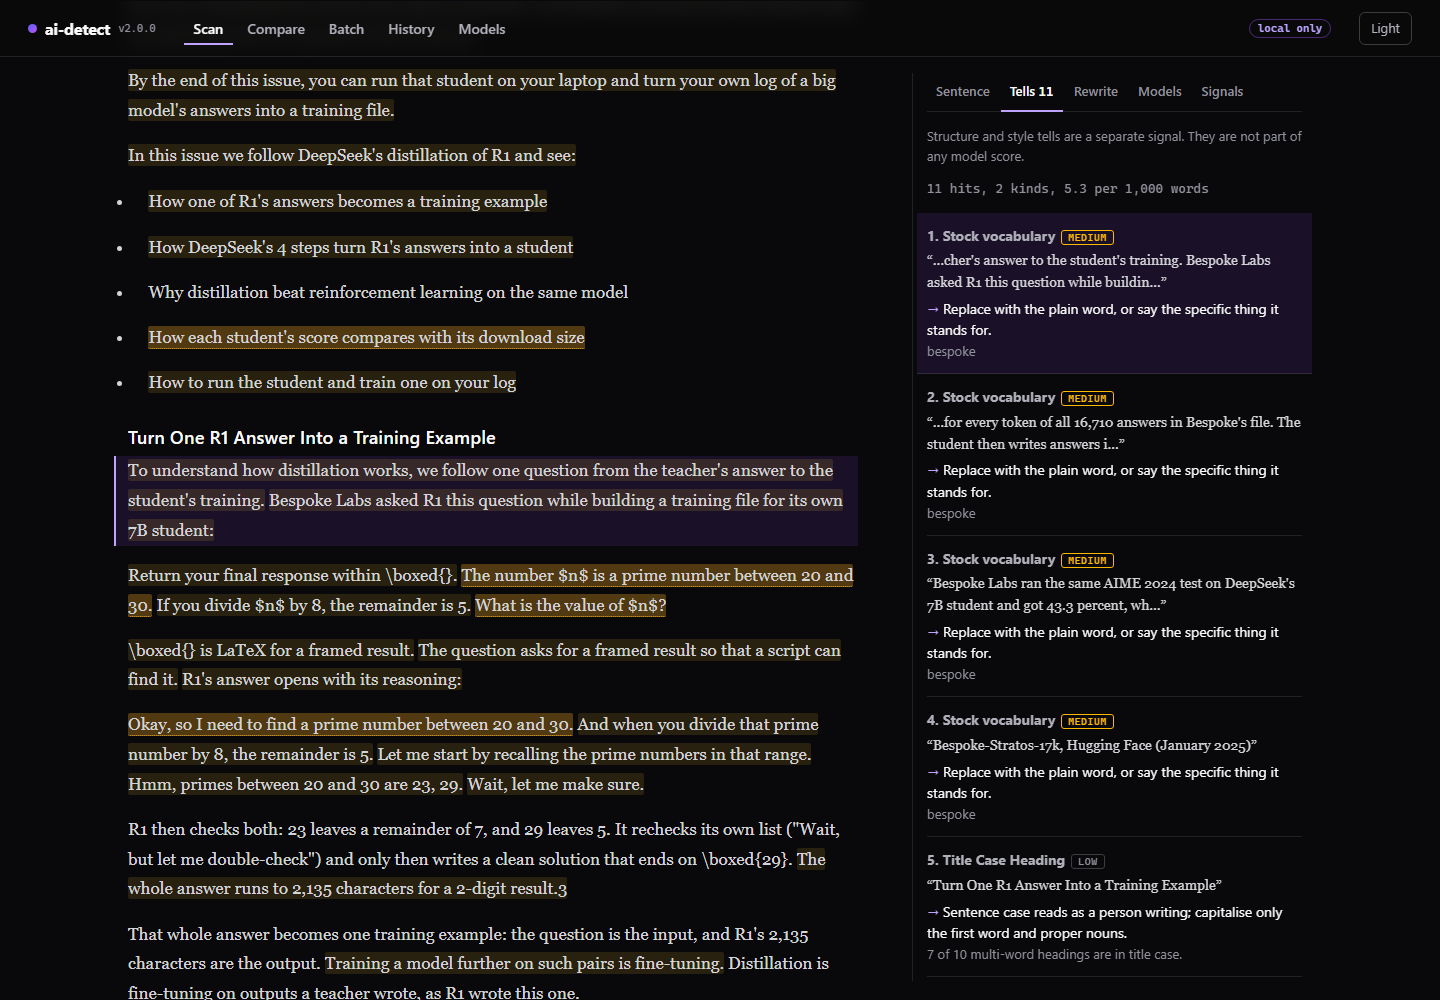 ai-detect v2.0.0 Scan Compare Batch History Models local only Light
By the end of this issue, you can run that student on your laptop and turn your own log of a big
model's answers into a training file.
In this issue we follow DeepSeek's distillation of R1 and see:
• How one of R1's answers becomes a training example
• How DeepSeek's 4 steps turn R1's answers into a student
• Why distillation beat reinforcement learning on the same model
• How each student's score compares with its download size
• How to run the student and train one on your log
Turn One R1 Answer Into a Training Example
To understand how distillation works, we follow one question from the teacher's answer to the
student's training. Bespoke Labs asked R1 this question while building a training file for its own
7B student:
Return your final response within \boxed{}. The number $n$ is a prime number between 20 and
30. If you divide $n$ by 8, the remainder is 5. What is the value of $n$?
\boxed{} is LaTeX for a framed result. The question asks for a framed result so that a script can
find it. R1's answer opens with its reasoning:
Okay, so I need to find a prime number between 20 and 30. And when you divide that prime
number by 8, the remainder is 5. Let me start by recalling the prime numbers in that range.
Hmm, primes between 20 and 30 are 23, 29. Wait, let me make sure.
R1 then checks both: 23 leaves a remainder of 7, and 29 leaves 5. It rechecks its own list ("Wait,
but let me double-check") and only then writes a clean solution that ends on \boxed{29}. The
whole answer runs to 2,135 characters for a 2-digit result.3
That whole answer becomes one training example: the question is the input, and R1's 2,135
characters are the output. Training a model further on such pairs is fine-tuning. Distillation is
fine-tuning on outputs a teacher wrote, as R1 wrote this one.
Sentence Tells 11 Rewrite Models Signals
Structure and style tells are a separate signal. They are not part of
any model score.
11 hits, 2 kinds, 5.3 per 1,000 words
1. Stock vocabulary MEDIUM
“…cher's answer to the student's training. Bespoke Labs
asked R1 this question while buildin…”
→ Replace with the plain word, or say the specific thing it
stands for.
bespoke
2. Stock vocabulary MEDIUM
“…for every token of all 16,710 answers in Bespoke's file. The
student then writes answers i…”
→ Replace with the plain word, or say the specific thing it
stands for.
bespoke
3. Stock vocabulary MEDIUM
“Bespoke Labs ran the same AIME 2024 test on DeepSeek's
7B student and got 43.3 percent, wh…”
→ Replace with the plain word, or say the specific thing it
stands for.
bespoke
4. Stock vocabulary MEDIUM
“Bespoke-Stratos-17k, Hugging Face (January 2025)”
→ Replace with the plain word, or say the specific thing it
stands for.
bespoke
5. Title Case Heading LOW
“Turn One R1 Answer Into a Training Example”
→ Sentence case reads as a person writing; capitalise only
the first word and proper nouns.
7 of 10 multi-word headings are in title case.